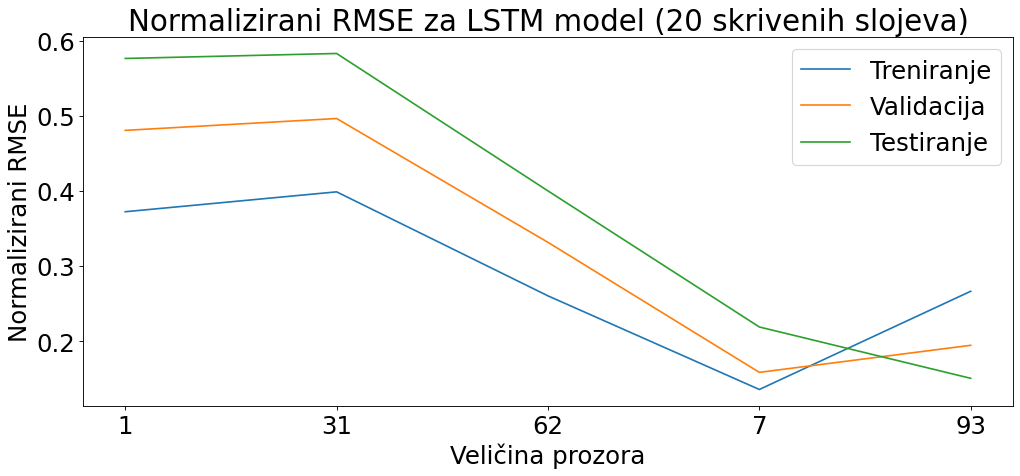 Normalizirani RMSE za LSTM model (20 skrivenih slojeva)
Normalizirani RMSE
0.6
0.5
0.4
0.3
0.2
Treniranje
Validacija
Testiranje
1 31 62 7 93
Veličina prozora